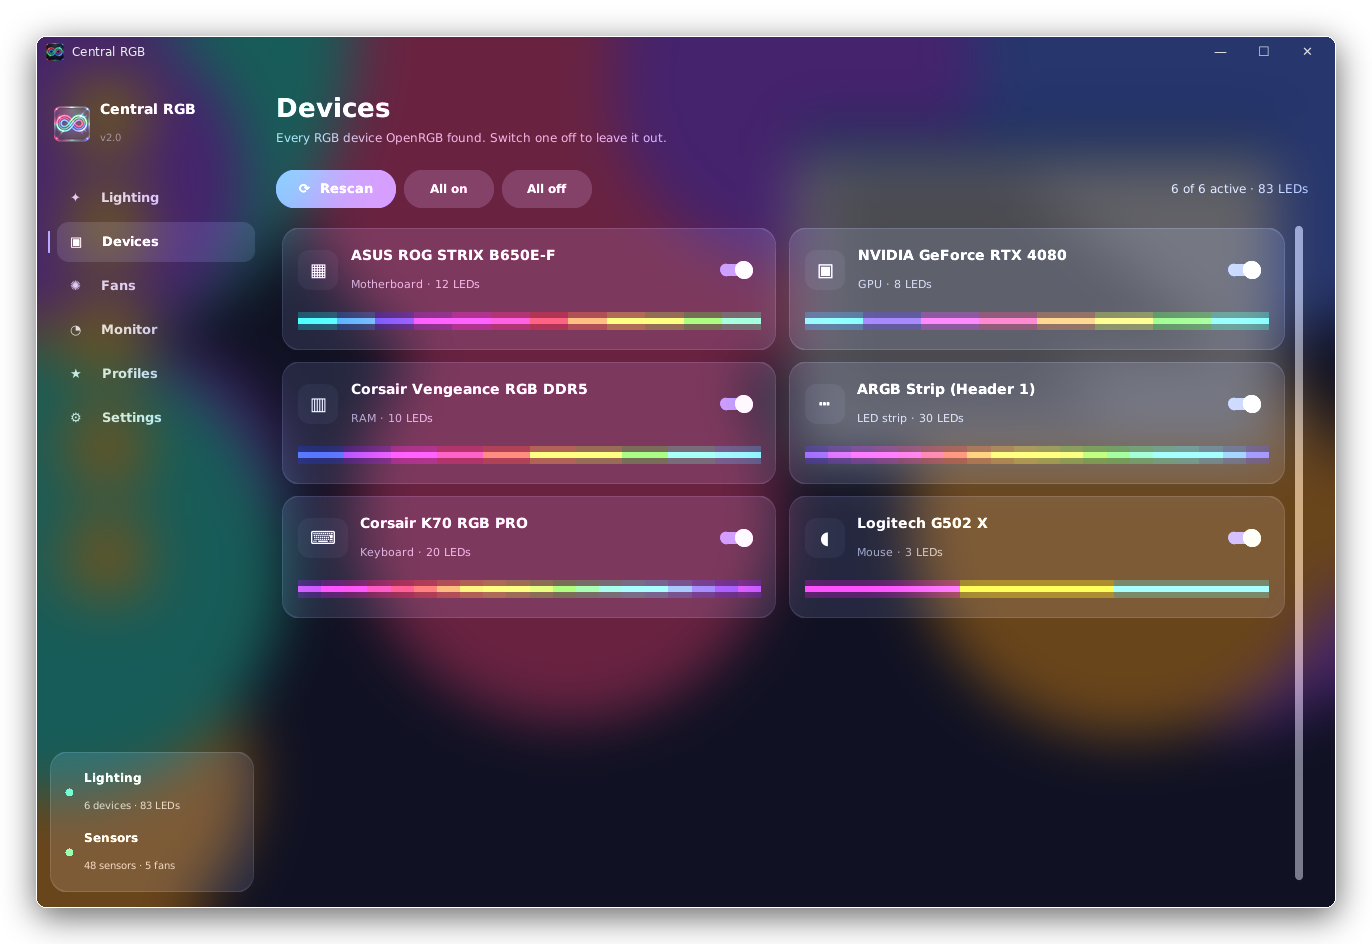 Central RGB
Central RGB
v2.0
Lighting
Devices
Fans
Monitor
Profiles
Settings
Lighting
6 devices · 83 LEDs
Sensors
48 sensors · 5 fans
Devices
Every RGB device OpenRGB found. Switch one off to leave it out.
Rescan
All on
All off
6 of 6 active · 83 LEDs
ASUS ROG STRIX B650E-F
Motherboard · 12 LEDs
NVIDIA GeForce RTX 4080
GPU · 8 LEDs
Corsair Vengeance RGB DDR5
RAM · 10 LEDs
ARGB Strip (Header 1)
LED strip · 30 LEDs
Corsair K70 RGB PRO
Keyboard · 20 LEDs
Logitech G502 X
Mouse · 3 LEDs